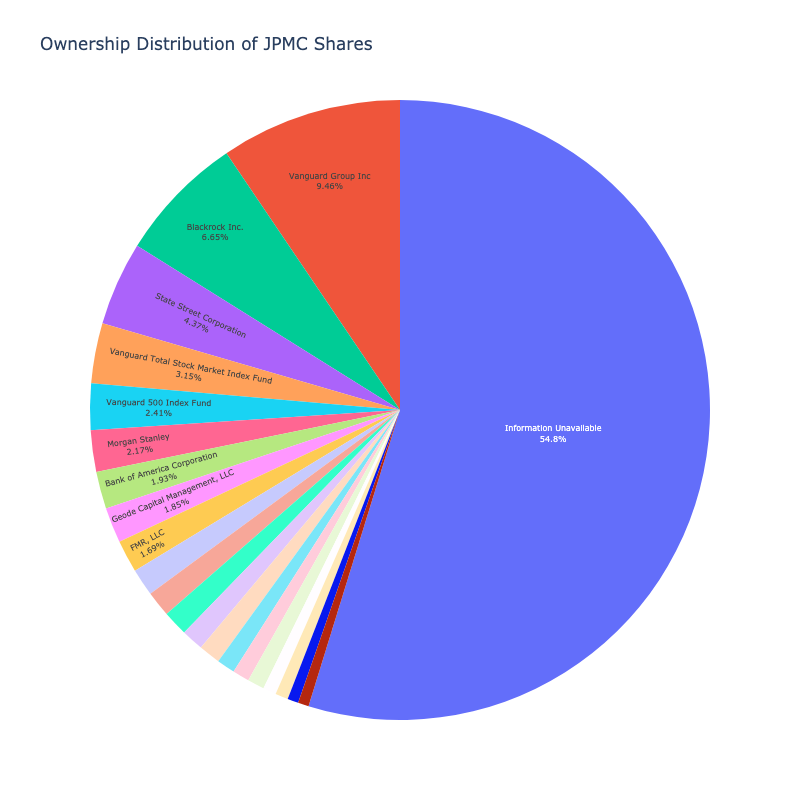 Ownership Distribution of JPMC Shares
Vanguard Group Inc
9.46%
Blackrock Inc.
6.65%
State Street Corporation
4.37%
Vanguard Total Stock Market Index Fund
3.15%
Vanguard 500 Index Fund
2.41%
Information Unavailable
54.8%
Morgan Stanley
2.17%
Bank of America Corporation
1.93%
Geode Capital Management, LLC
1.85%
FMR, LLC
1.69%